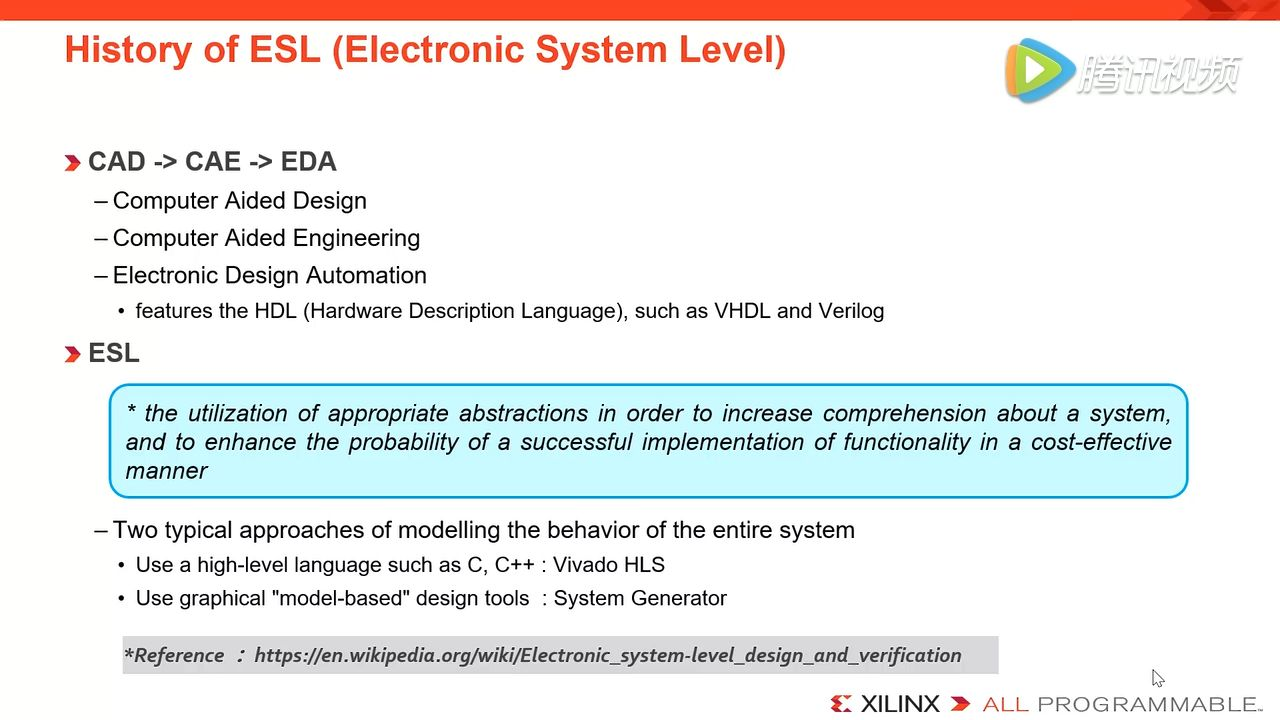 History of ESL (Electronic System Level)
腾讯视频
CAD -> CAE -> EDA
– Computer Aided Design
– Computer Aided Engineering
– Electronic Design Automation
• features the HDL (Hardware Description Language), such as VHDL and Verilog
ESL
* the utilization of appropriate abstractions in order to increase comprehension about a system,
and to enhance the probability of a successful implementation of functionality in a cost-effective
manner
– Two typical approaches of modelling the behavior of the entire system
• Use a high-level language such as C, C++ : Vivado HLS
• Use graphical "model-based" design tools : System Generator
*Reference ： https://en.wikipedia.org/wiki/Electronic_system-level_design_and_verification
XILINX ALL PROGRAMMABLE™